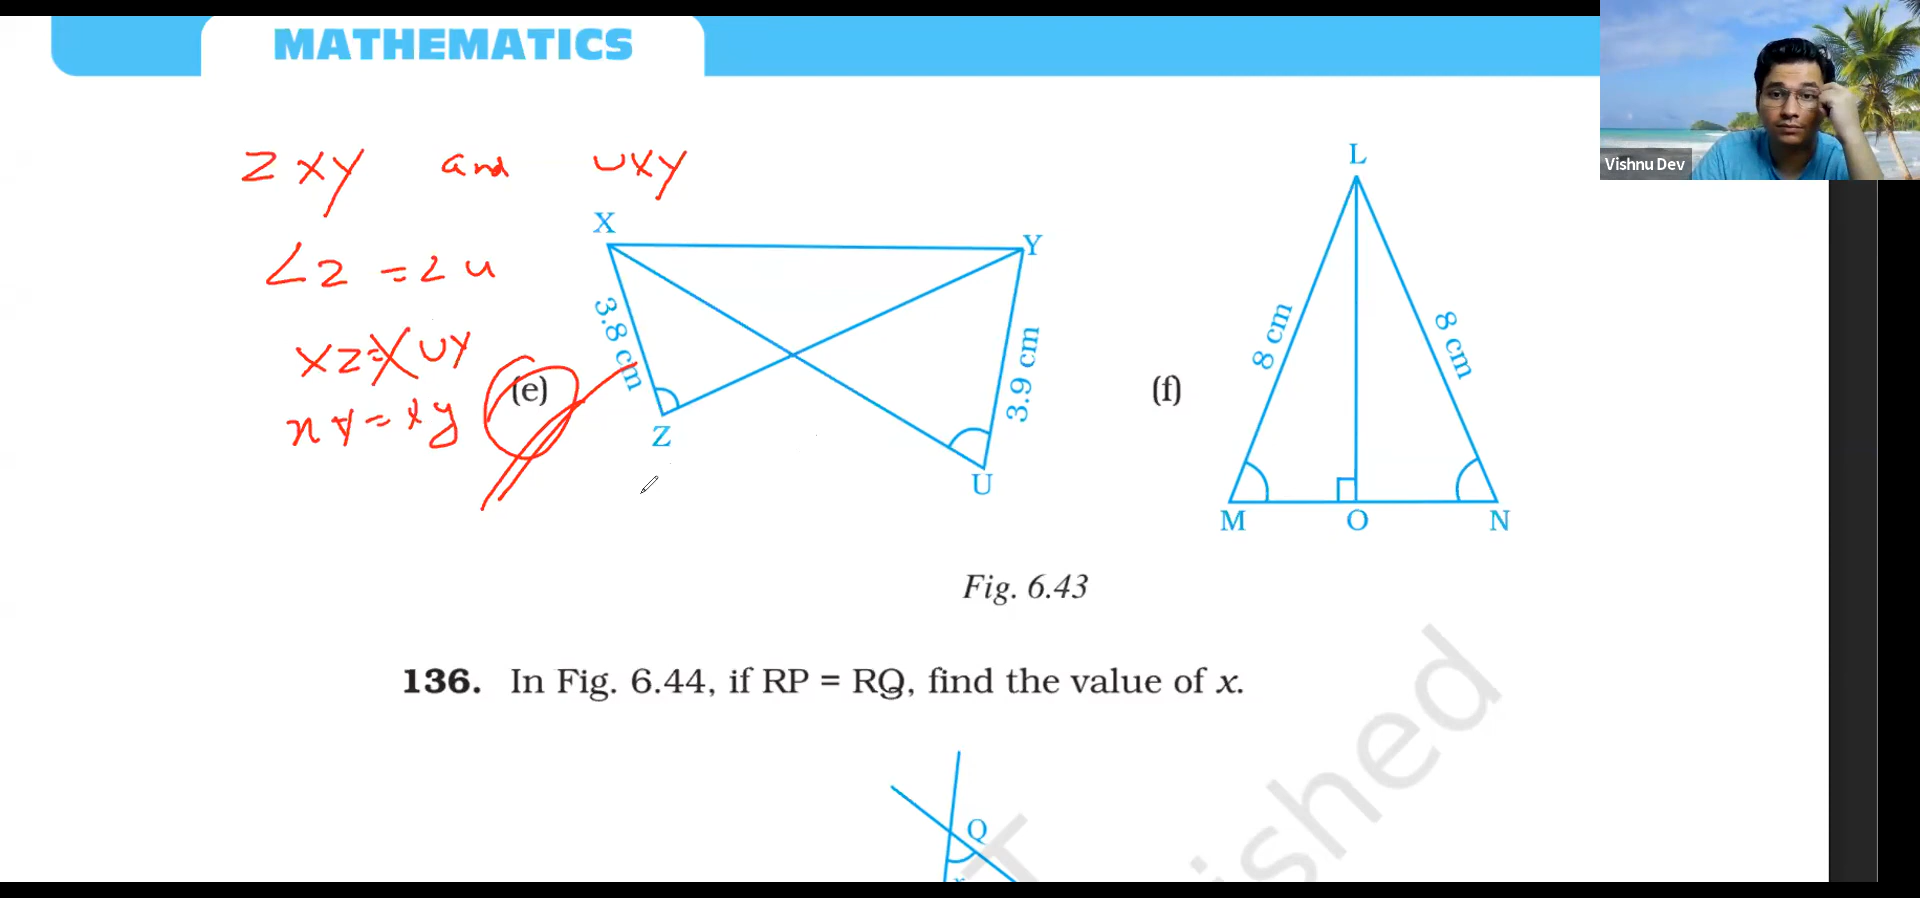 MATHEMATICS
Vishnu Dev
Z XY and UXY
∠Z = ∠U
XZ = UY
XY = XY
(e)
X
Y
3.8 cm
3.9 cm
Z
U
(f)
L
8 cm
8 cm
M
O
N
Fig. 6.43
136. In Fig. 6.44, if RP = RQ, find the value of x.
Q
shed